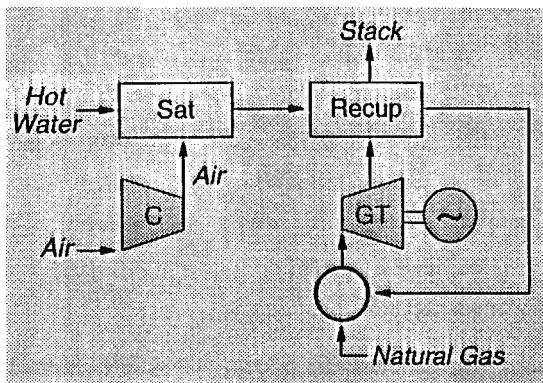 Stack
Hot
Water
Sat
Recup
Air
C
GT
~
Air
Natural Gas